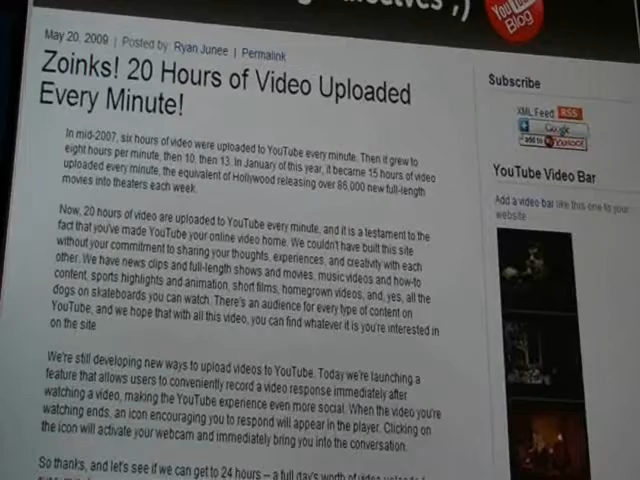 ;)
YouTube
Blog
May 20, 2009 | Posted by: Ryan Junee | Permalink
Zoinks! 20 Hours of Video Uploaded
Every Minute!
In mid-2007, six hours of video were uploaded to YouTube every minute. Then it grew to
eight hours per minute, then 10, then 13. In January of this year, it became 15 hours of video
uploaded every minute, the equivalent of Hollywood releasing over 86,000 new full-length
movies into theaters each week.
Now, 20 hours of video are uploaded to YouTube every minute, and it is a testament to the
fact that you've made YouTube your online video home. We couldn't have built this site
without your commitment to sharing your thoughts, experiences, and creativity with each
other. We have news clips and full-length shows and movies, music videos and how-to
content, sports highlights and animation, short films, homegrown videos, and, yes, all the
dogs on skateboards you can watch. There's an audience for every type of content on
YouTube, and we hope that with all this video, you can find whatever it is you're interested in
on the site.
We're still developing new ways to upload videos to YouTube. Today we're launching a
feature that allows users to conveniently record a video response immediately after
watching a video, making the YouTube experience even more social. When the video you're
watching ends, an icon encouraging you to respond will appear in the player. Clicking on
the icon will activate your webcam and immediately bring you into the conversation.
So thanks, and let's see if we can get to 24 hours – a full day's worth of video
Subscribe
XML Feed RSS
Google
add to Yahoo!
YouTube Video Bar
Add a video bar like this one to your
website